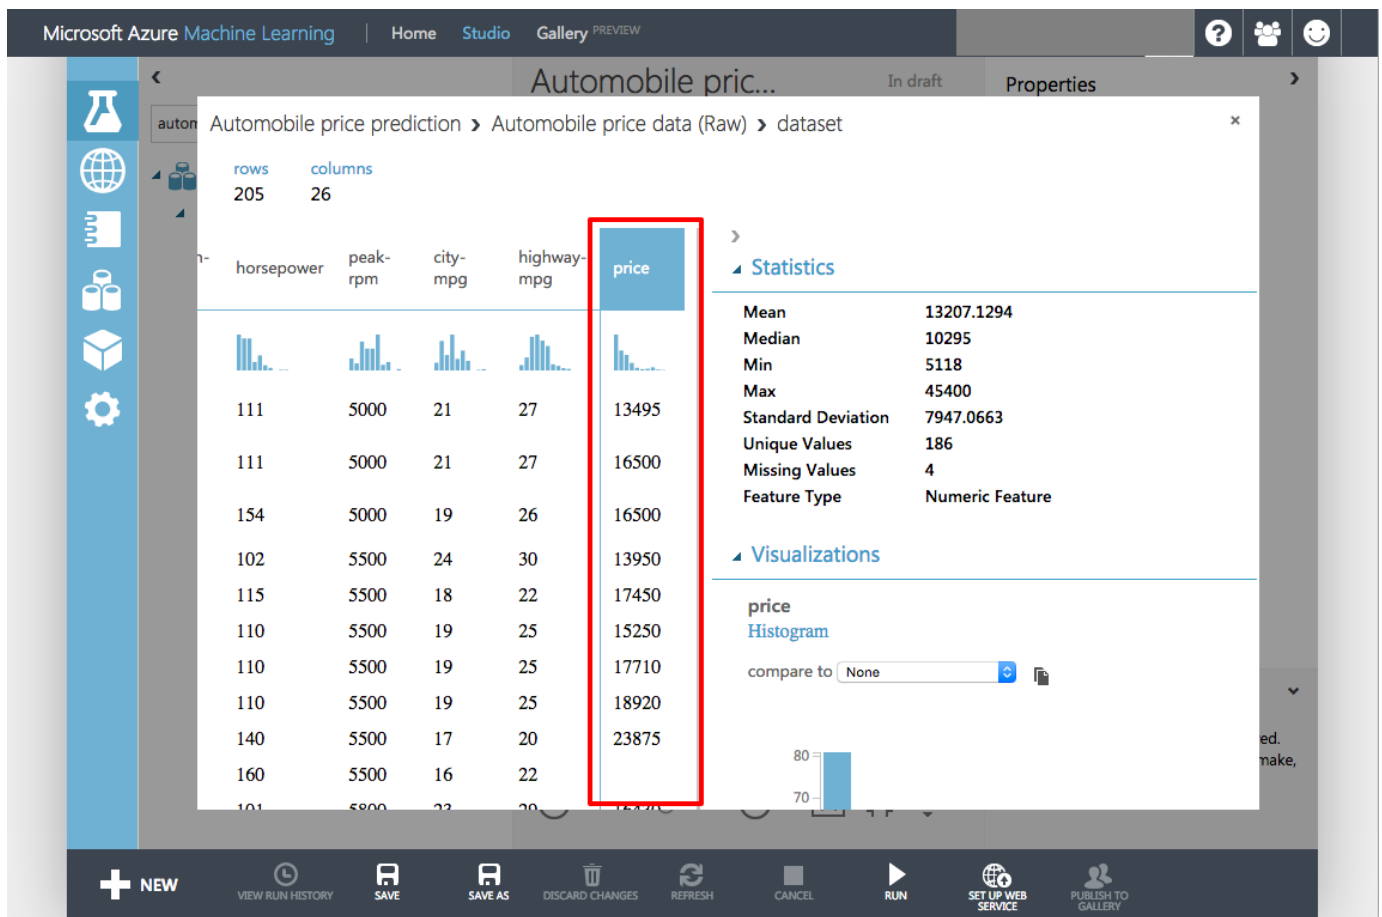 Microsoft Azure Machine Learning | Home Studio Gallery PREVIEW
Automobile pric... In draft Properties
autom
Automobile price prediction > Automobile price data (Raw) > dataset ×
rows columns
205 26
n- horsepower peak-rpm city-mpg highway-mpg price
111 5000 21 27 13495
111 5000 21 27 16500
154 5000 19 26 16500
102 5500 24 30 13950
115 5500 18 22 17450
110 5500 19 25 15250
110 5500 19 25 17710
110 5500 19 25 18920
140 5500 17 20 23875
160 5500 16 22
101 5800 23 29 16430
Statistics
Mean 13207.1294
Median 10295
Min 5118
Max 45400
Standard Deviation 7947.0663
Unique Values 186
Missing Values 4
Feature Type Numeric Feature
Visualizations
price
Histogram
compare to None
80
70
ed.
make,
NEW VIEW RUN HISTORY SAVE SAVE AS DISCARD CHANGES REFRESH CANCEL RUN SET UP WEB SERVICE PUBLISH TO GALLERY